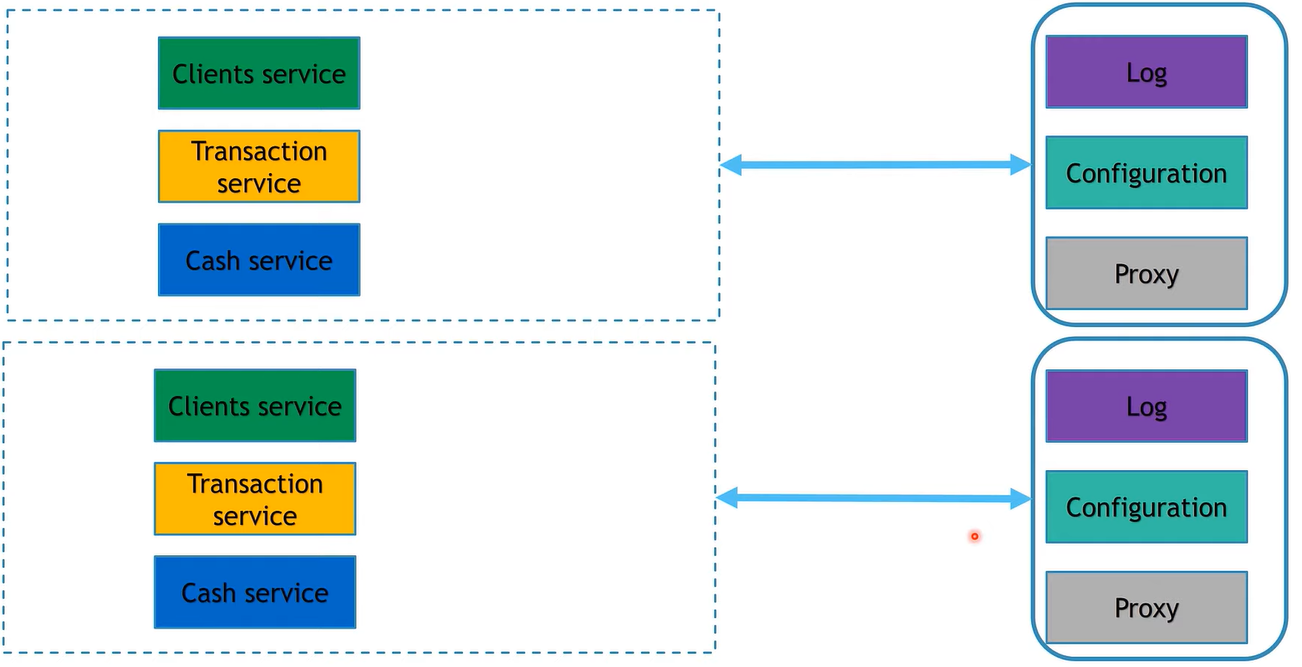 Clients service
Transaction
service
Cash service
Log
Configuration
Proxy
Clients service
Transaction
service
Cash service
Log
Configuration
Proxy